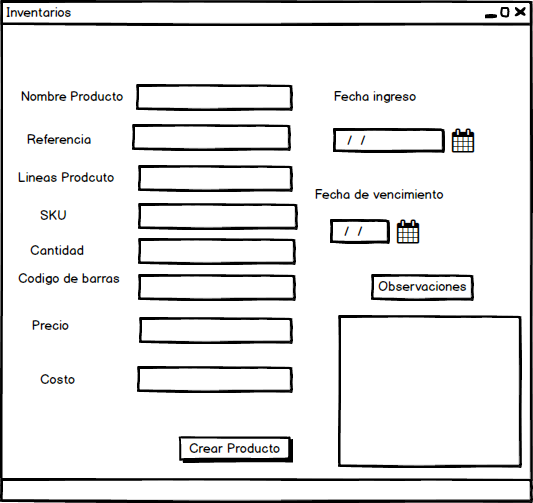 Inventarios
Nombre Producto
Referencia
Lineas Prodcuto
SKU
Cantidad
Codigo de barras
Precio
Costo
Crear Producto
Fecha ingreso
/ /
Fecha de vencimiento
/ /
Observaciones